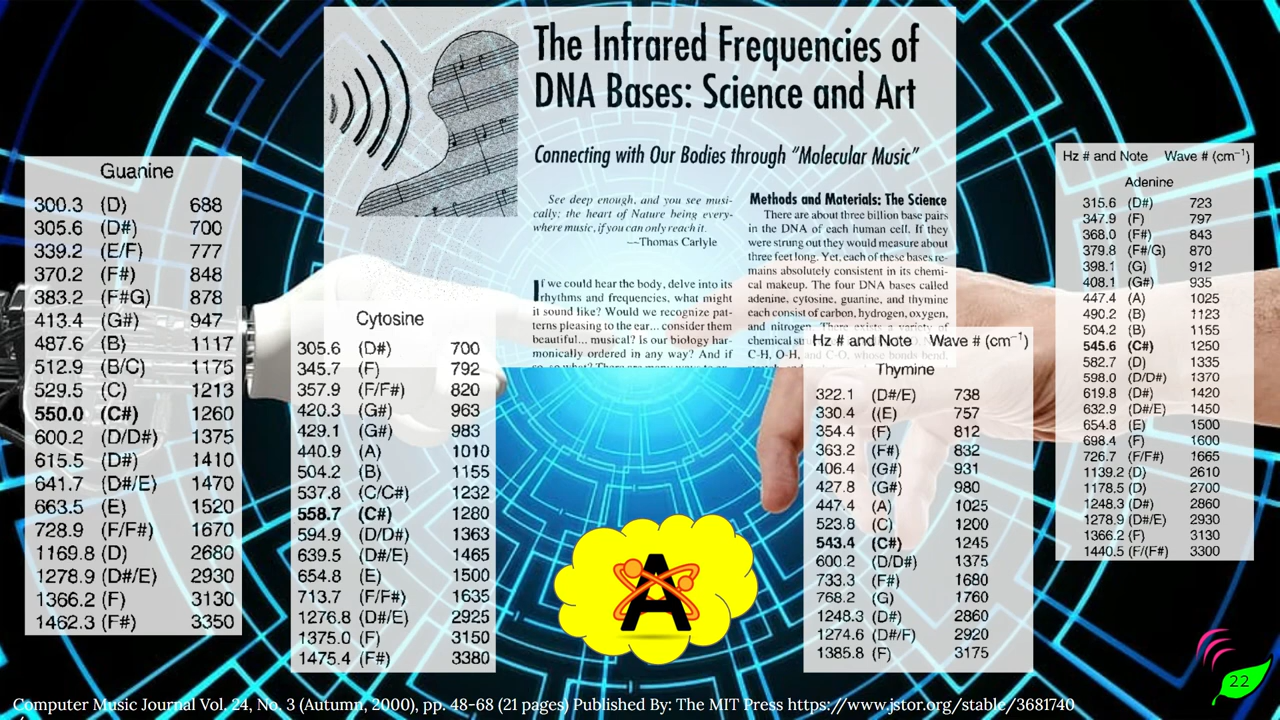 The Infrared Frequencies of
DNA Bases: Science and Art
Connecting with Our Bodies through "Molecular Music"
See deep enough, and you see musi-
cally; the heart of Nature being every-
where music, if you can only reach it.
—Thomas Carlyle
If we could hear the body, delve into its
rhythms and frequencies, what might
it sound like? Would we recognize pat-
terns pleasing to the ear... consider them
beautiful... musical? Is our biology har-
monically ordered in any way? And if
Methods and Materials: The Science
There are about three billion base pairs
in the DNA of each human cell. If they
were strung out they would measure about
three feet long. Yet, each of these bases re-
mains absolutely consistent in its chemi-
cal makeup. The four DNA bases called
adenine, cytosine, guanine, and thymine
each consist of carbon, hydrogen, oxygen,
and nitrogen. There exists a variety of
C-H, O-H, and C-O, whose bonds bend,
Guanine
300.3 (D) 688
305.6 (D#) 700
339.2 (E/F) 777
370.2 (F#) 848
383.2 (F#G) 878
413.4 (G#) 947
487.6 (B) 1117
512.9 (B/C) 1175
529.5 (C) 1213
550.0 (C#) 1260
600.2 (D/D#) 1375
615.5 (D#) 1410
641.7 (D#/E) 1470
663.5 (E) 1520
728.9 (F/F#) 1670
1169.8 (D) 2680
1278.9 (D#/E) 2930
1366.2 (F) 3130
1462.3 (F#) 3350
Cytosine
305.6 (D#) 700
345.7 (F) 792
357.9 (F/F#) 820
420.3 (G#) 963
429.1 (G#) 983
440.9 (A) 1010
504.2 (B) 1155
537.8 (C/C#) 1232
558.7 (C#) 1280
594.9 (D/D#) 1363
639.5 (D#/E) 1465
654.8 (E) 1500
713.7 (F/F#) 1635
1276.8 (D#/E) 2925
1375.0 (F) 3150
1475.4 (F#) 3380
Hz # and Note Wave # (cm⁻¹)
Thymine
322.1 (D#/E) 738
330.4 ((E) 757
354.4 (F) 812
363.2 (F#) 832
406.4 (G#) 931
427.8 (G#) 980
447.4 (A) 1025
523.8 (C) 1200
543.4 (C#) 1245
600.2 (D/D#) 1375
733.3 (F#) 1680
768.2 (G) 1760
1248.3 (D#) 2860
1274.6 (D#/F) 2920
1385.8 (F) 3175
Hz # and Note Wave # (cm⁻¹)
Adenine
315.6 (D#) 723
347.9 (F) 797
368.0 (F#) 843
379.8 (F#/G) 870
398.1 (G) 912
408.1 (G#) 935
447.4 (A) 1025
490.2 (B) 1123
504.2 (B) 1155
545.6 (C#) 1250
582.7 (D) 1335
598.0 (D/D#) 1370
619.8 (D#) 1420
632.9 (D#/E) 1450
654.8 (E) 1500
698.4 (F) 1600
726.7 (F/F#) 1665
1139.2 (D) 2610
1178.5 (D) 2700
1248.3 (D#) 2860
1278.9 (D#/E) 2930
1366.2 (F) 3130
1440.5 (F/(F#) 3300
A
22
Computer Music Journal Vol. 24, No. 3 (Autumn, 2000), pp. 48-68 (21 pages) Published By: The MIT Press https://www.jstor.org/stable/3681740